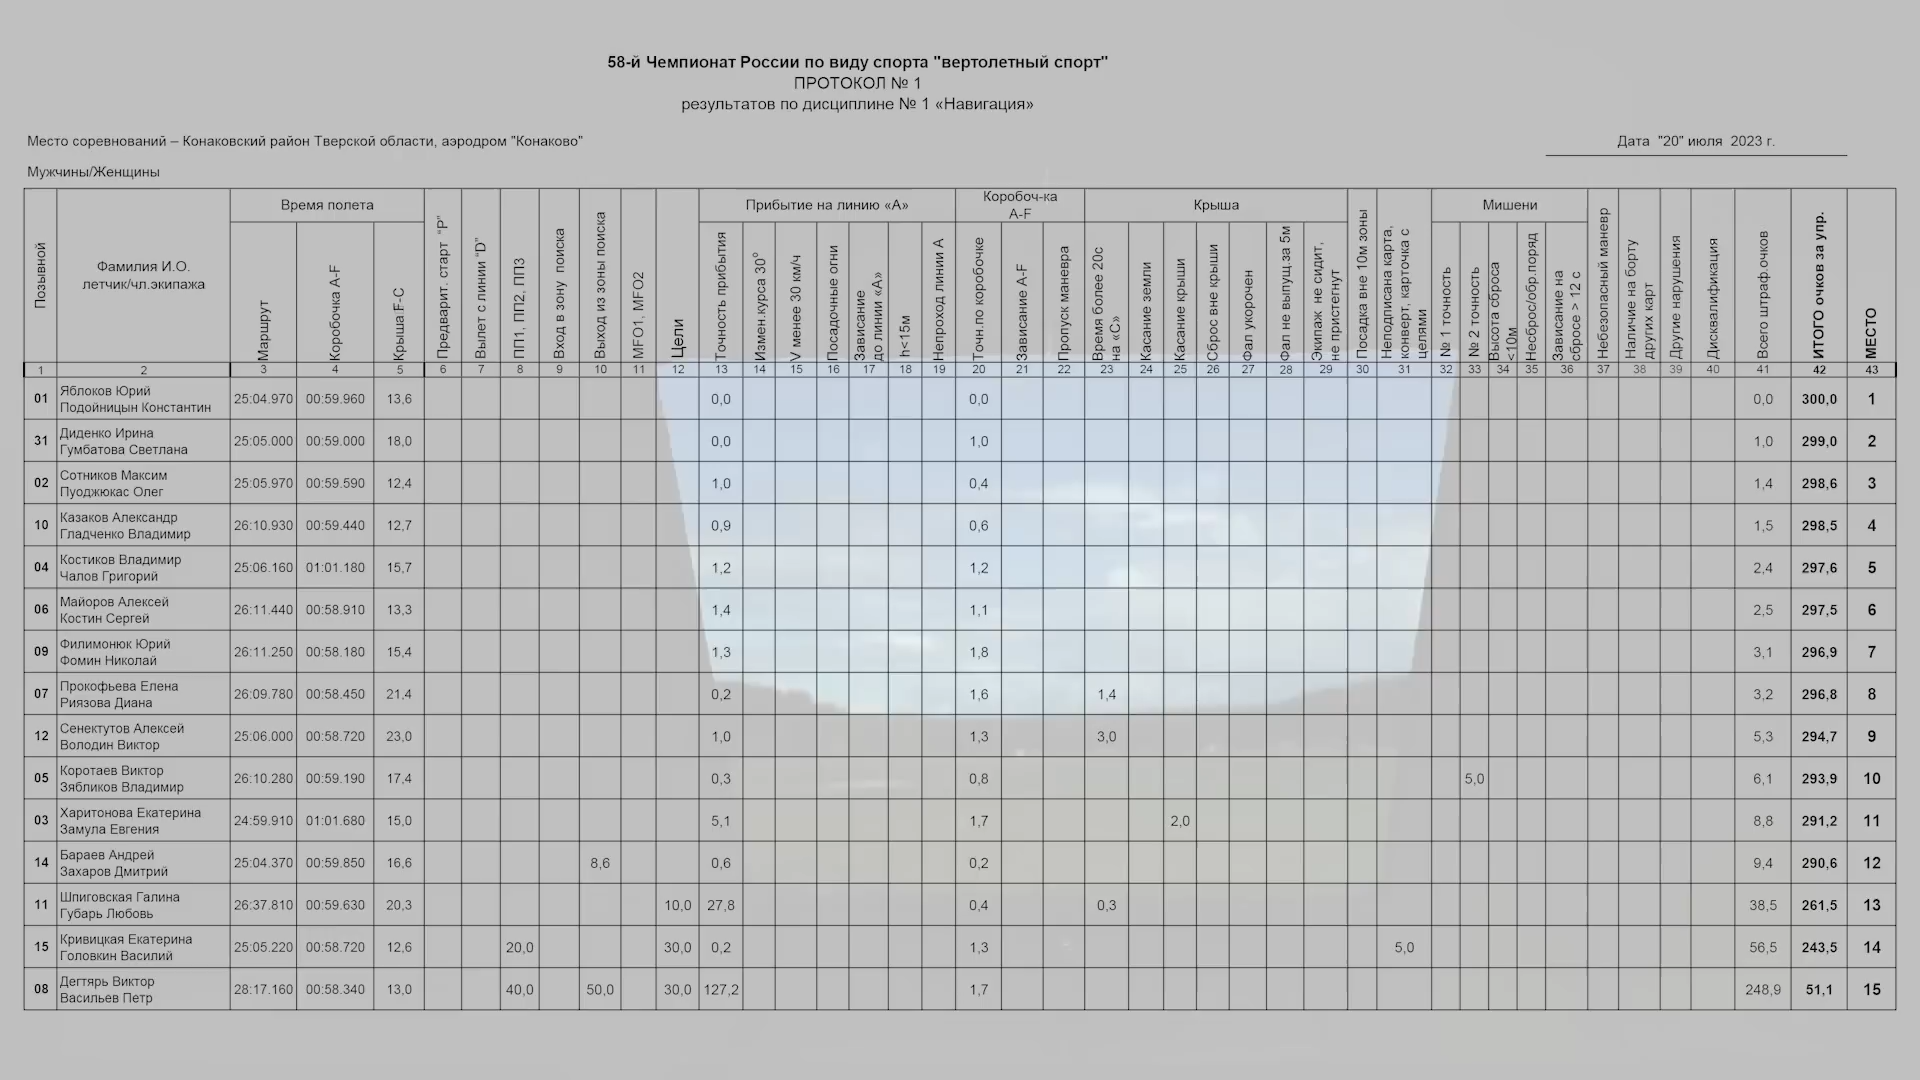 58-й Чемпионат России по виду спорта "вертолетный спорт"
ПРОТОКОЛ № 1
результатов по дисциплине № 1 «Навигация»
Место соревнований – Конаковский район Тверской области, аэродром "Конаково"
Дата "20" июля 2023 г.
Мужчины/Женщины
Позывной
Фамилия И.О.
летчик/чл.экипажа
Время полета
Маршрут
Коробочка A-F
Крыша F-C
Предварит. старт "P"
Вылет с линии "D"
ПП1, ПП2, ПП3
Вход в зону поиска
Выход из зоны поиска
MFO1, MFO2
Цели
Прибытие на линию «А»
Точность прибытия
Измен.курса 30°
V менее 30 км/ч
Посадочные огни
Зависание
до линии «А»
h<15м
Непроход линии А
Коробоч-ка
A-F
Точн.по коробочке
Зависание A-F
Пропуск маневра
Крыша
Время более 20с
на «С»
Касание земли
Касание крыши
Сброс вне крыши
Фал укорочен
Фал не выпущ.за 5м
Экипаж не сидит,
не пристегнут
Посадка вне 10м зоны
Неподписана карта,
конверт, карточка с
целями
Мишени
№ 1 точность
№ 2 точность
Высота сброса
<10м
Несброс/обр.поряд
Зависание на
сбросе > 12 с
Небезопасный маневр
Наличие на борту
других карт
Другие нарушения
Дисквалификация
Всего штраф.очков
ИТОГО очков за упр.
МЕСТО
1 2 3 4 5 6 7 8 9 10 11 12 13 14 15 16 17 18 19 20 21 22 23 24 25 26 27 28 29 30 31 32 33 34 35 36 37 38 39 40 41 42 43
01 Яблоков Юрий
Подойницын Константин 25:04.970 00:59.960 13,6 0,0 0,0 0,0 300,0 1
31 Диденко Ирина
Гумбатова Светлана 25:05.000 00:59.000 18,0 0,0 1,0 1,0 299,0 2
02 Сотников Максим
Пуоджюкас Олег 25:05.970 00:59.590 12,4 1,0 0,4 1,4 298,6 3
10 Казаков Александр
Гладченко Владимир 26:10.930 00:59.440 12,7 0,9 0,6 1,5 298,5 4
04 Костиков Владимир
Чалов Григорий 25:06.160 01:01.180 15,7 1,2 1,2 2,4 297,6 5
06 Майоров Алексей
Костин Сергей 26:11.440 00:58.910 13,3 1,4 1,1 2,5 297,5 6
09 Филимонюк Юрий
Фомин Николай 26:11.250 00:58.180 15,4 1,3 1,8 3,1 296,9 7
07 Прокофьева Елена
Риязова Диана 26:09.780 00:58.450 21,4 0,2 1,6 1,4 3,2 296,8 8
12 Сенектутов Алексей
Володин Виктор 25:06.000 00:58.720 23,0 1,0 1,3 3,0 5,3 294,7 9
05 Коротаев Виктор
Зябликов Владимир 26:10.280 00:59.190 17,4 0,3 0,8 5,0 6,1 293,9 10
03 Харитонова Екатерина
Замула Евгения 24:59.910 01:01.680 15,0 5,1 1,7 2,0 8,8 291,2 11
14 Бараев Андрей
Захаров Дмитрий 25:04.370 00:59.850 16,6 8,6 0,6 0,2 9,4 290,6 12
11 Шпиговская Галина
Губарь Любовь 26:37.810 00:59.630 20,3 10,0 27,8 0,4 0,3 38,5 261,5 13
15 Кривицкая Екатерина
Головкин Василий 25:05.220 00:58.720 12,6 20,0 30,0 0,2 1,3 5,0 56,5 243,5 14
08 Дегтярь Виктор
Васильев Петр 28:17.160 00:58.340 13,0 40,0 50,0 30,0 127,2 1,7 248,9 51,1 15